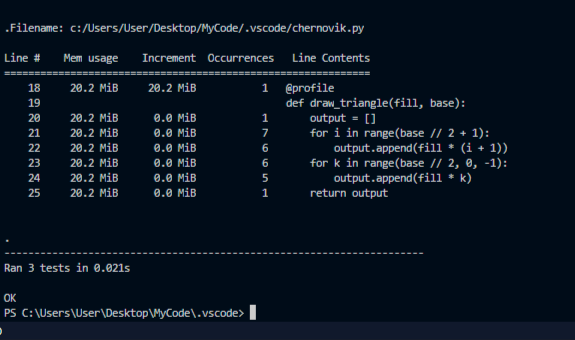 .Filename: c:/Users/User/Desktop/MyCode/.vscode/chernovik.py
Line #    Mem usage    Increment  Occurrences   Line Contents
=============================================================
    18     20.2 MiB     20.2 MiB           1   @profile
    19                                         def draw_triangle(fill, base):
    20     20.2 MiB      0.0 MiB           1       output = []
    21     20.2 MiB      0.0 MiB           7       for i in range(base // 2 + 1):
    22     20.2 MiB      0.0 MiB           6           output.append(fill * (i + 1))
    23     20.2 MiB      0.0 MiB           6       for k in range(base // 2, 0, -1):
    24     20.2 MiB      0.0 MiB           5           output.append(fill * k)
    25     20.2 MiB      0.0 MiB           1       return output
.
----------------------------------------------------------------------
Ran 3 tests in 0.021s
OK
PS C:\Users\User\Desktop\MyCode\.vscode>